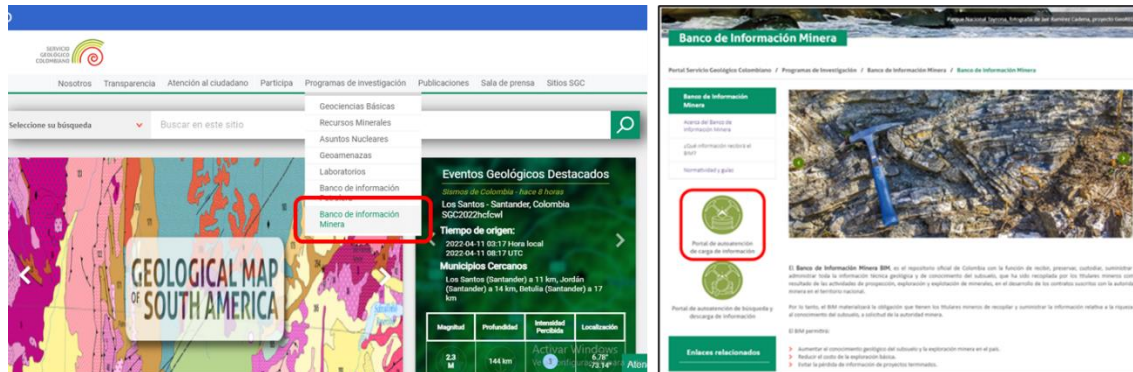 SERVICIO
GEOLÓGICO
COLOMBIANO
Nosotros Transparencia Atención al ciudadano Participa Programas de investigación Publicaciones Sala de prensa Sitios SGC
Geociencias Básicas
Recursos Minerales
Asuntos Nucleares
Geoamenazas
Laboratorios
Banco de información
Banco de información
Minera
Seleccione su búsqueda Buscar en este sitio
GEOLOGICAL MAP
OF SOUTH AMERICA
Eventos Geológicos Destacados
Sismos de Colombia - hace 8 horas
Los Santos - Santander, Colombia
SGC2022hcfcwl
Tiempo de origen:
2022-04-11 03:17 Hora local
2022-04-11 08:17 UTC
Municipios Cercanos
Los Santos (Santander) a 11 km, Jordán
(Santander) a 14 km, Betulia (Santander) a 17
km
Magnitud Profundidad Intensidad Percibida Localización
2.3 M 144 km 6.78° -73.14°
Activar Windows
Banco de Información Minera
Portal Servicio Geológico Colombiano / Programas de Investigación / Banco de Información Minera / Banco de Información Minera
Banco de Información
Minera
Acerca del Banco de
Información Minera
¿Qué información recibirá el
BIM?
Normatividad y guías
Portal de autoatención
de carga de información
Portal de autoatención de búsqueda y
descarga de información
Enlaces relacionados
El Banco de Información Minera BIM, es el repositorio oficial de Colombia con la función de recibir, preservar, custodiar, suministrar
administrar toda la información técnica geológica y de conocimiento del subsuelo, que ha sido recopilada por los titulares mineros con
resultado de las actividades de prospección, exploración y explotación de minerales, en el desarrollo de los contratos suscritos con la autorida
minera en el territorio nacional.
Por lo tanto, el BIM materializará la obligación que tienen los titulares mineros de recopilar y suministrar la información relativa a la riqueza
al conocimiento del subsuelo, a solicitud de la autoridad minera.
El BIM permitirá:
Aumentar el conocimiento geológico del subsuelo y la exploración minera en el país.
Reducir el costo de la exploración básica.
Evitar la pérdida de información de proyectos terminados.